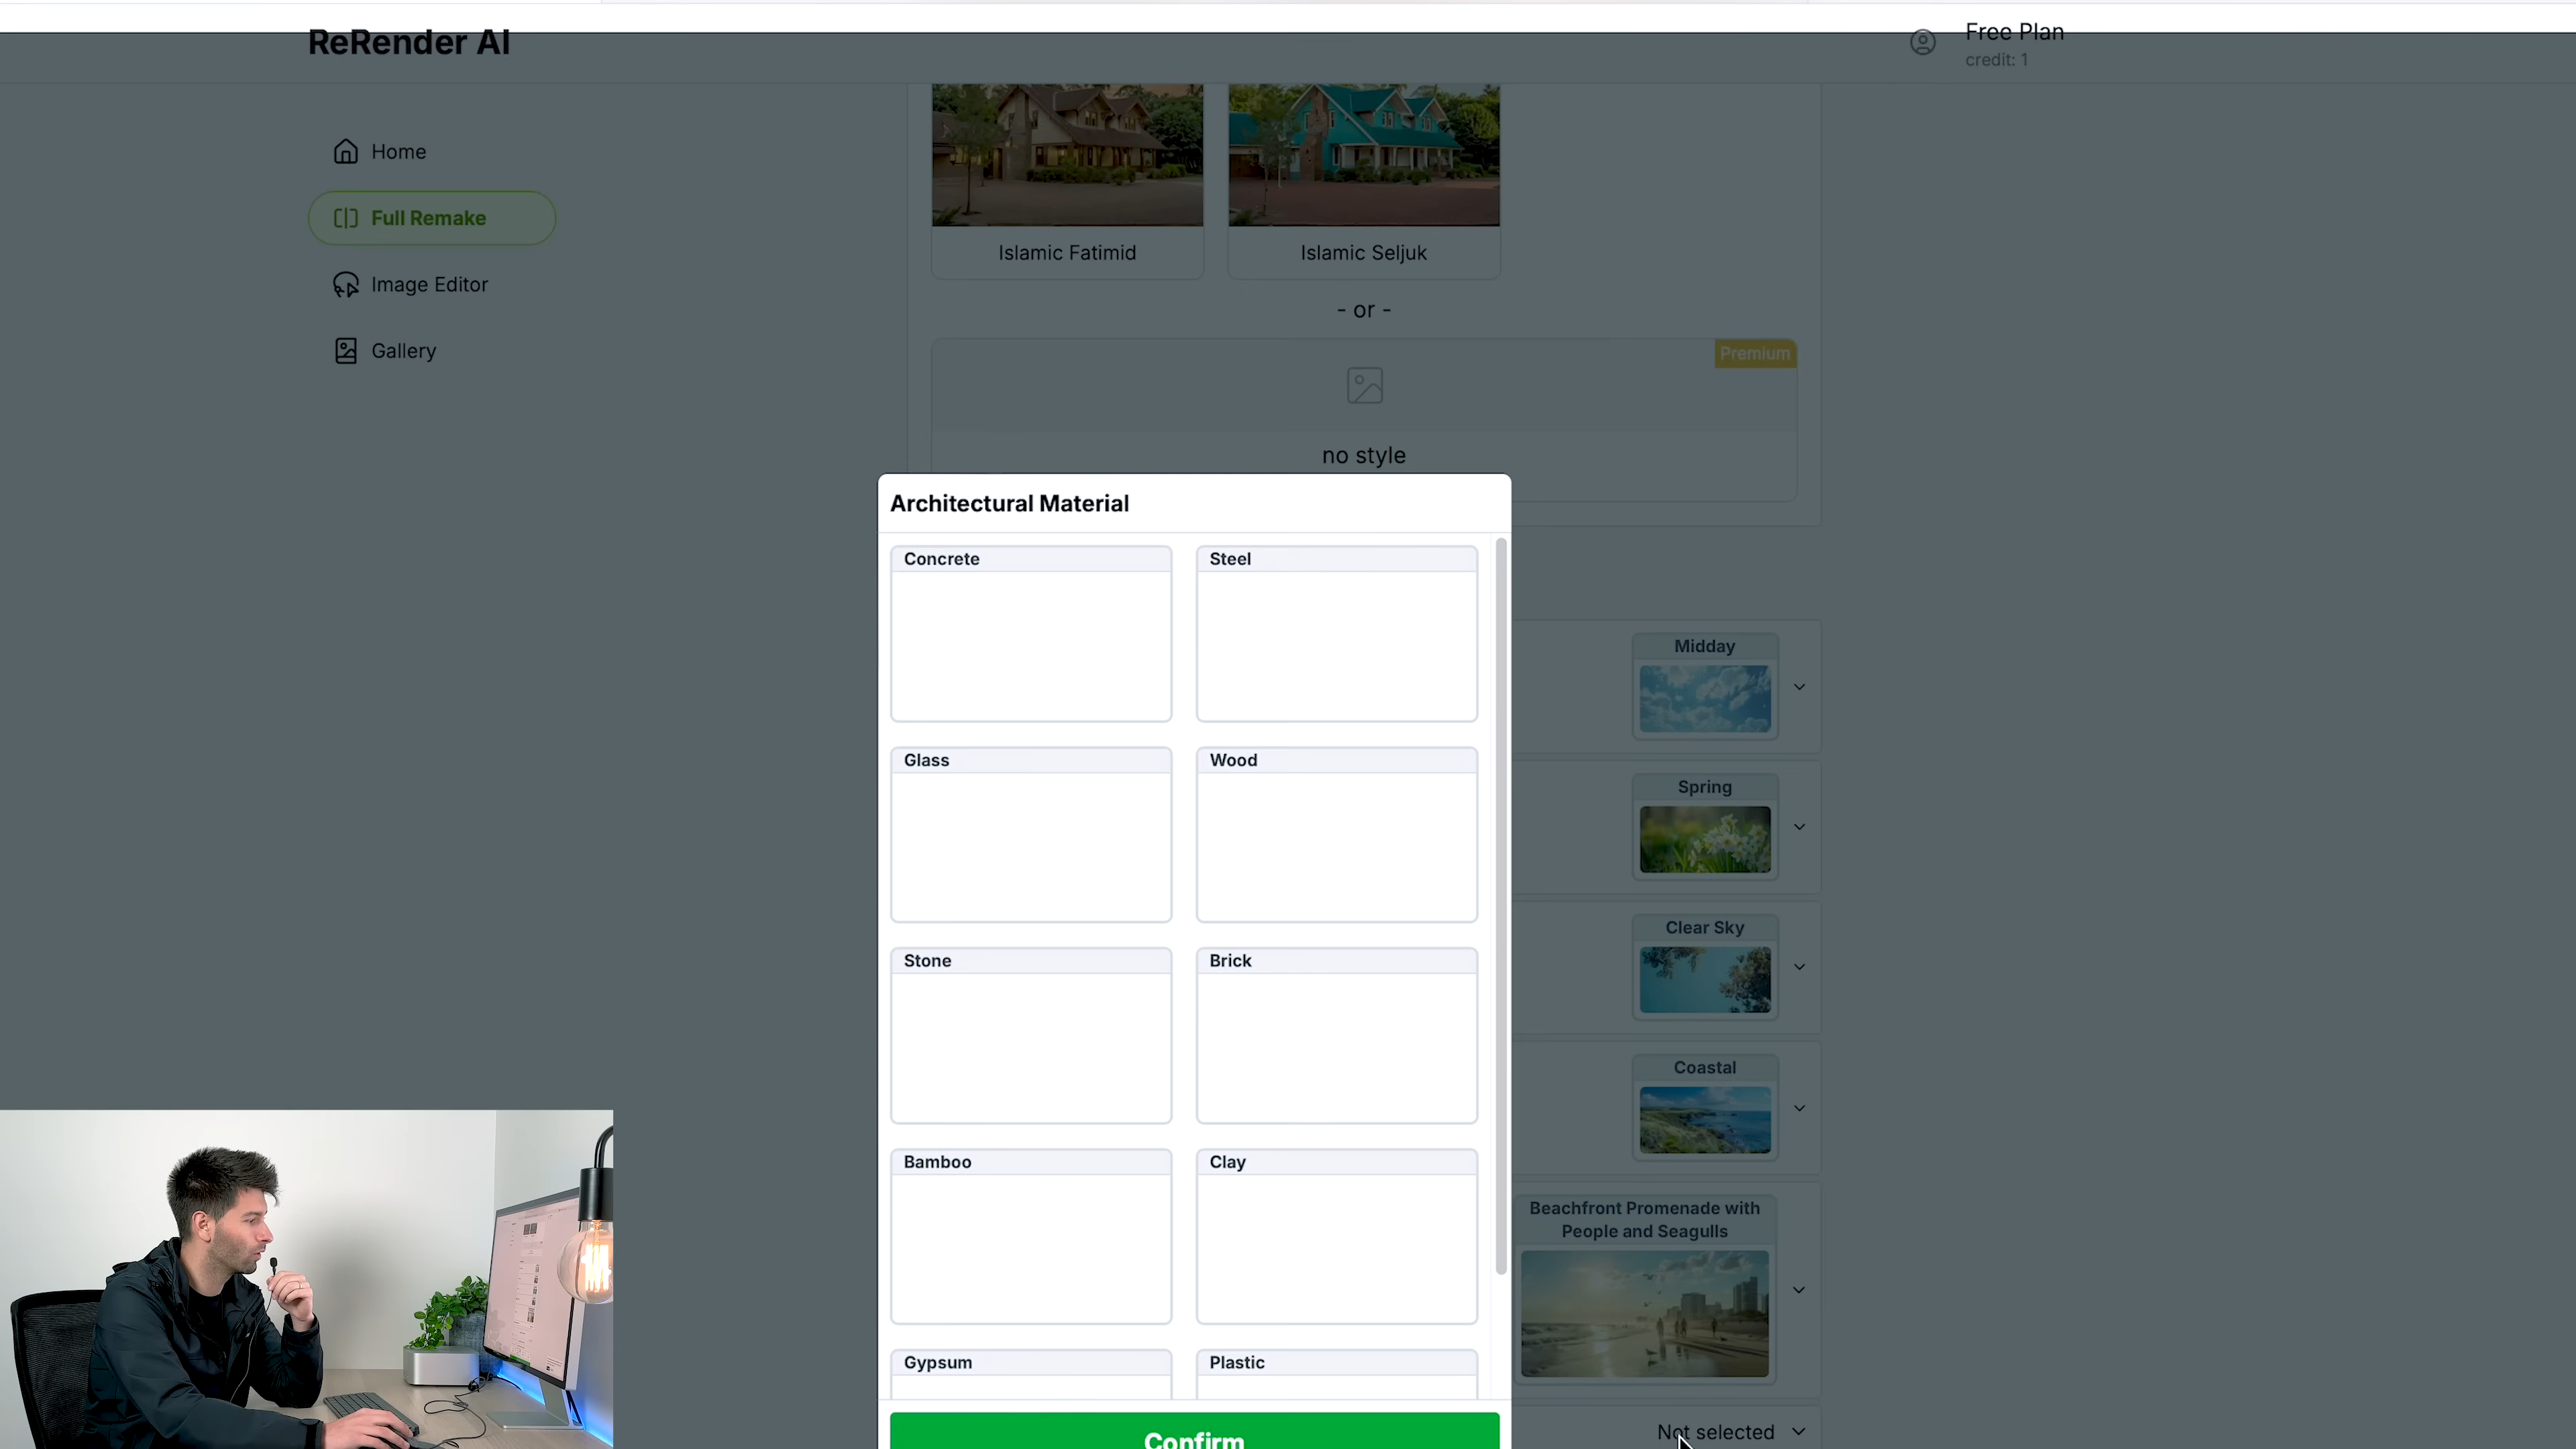 ReRender AI
Free Plan
credit: 1
Home
Full Remake
Image Editor
Gallery
Islamic Fatimid
Islamic Seljuk
- or -
Premium
no style
Architectural Material
Concrete
Steel
Glass
Wood
Stone
Brick
Bamboo
Clay
Gypsum
Plastic
Confirm
Midday
Spring
Clear Sky
Coastal
Beachfront Promenade with
People and Seagulls
Not selected